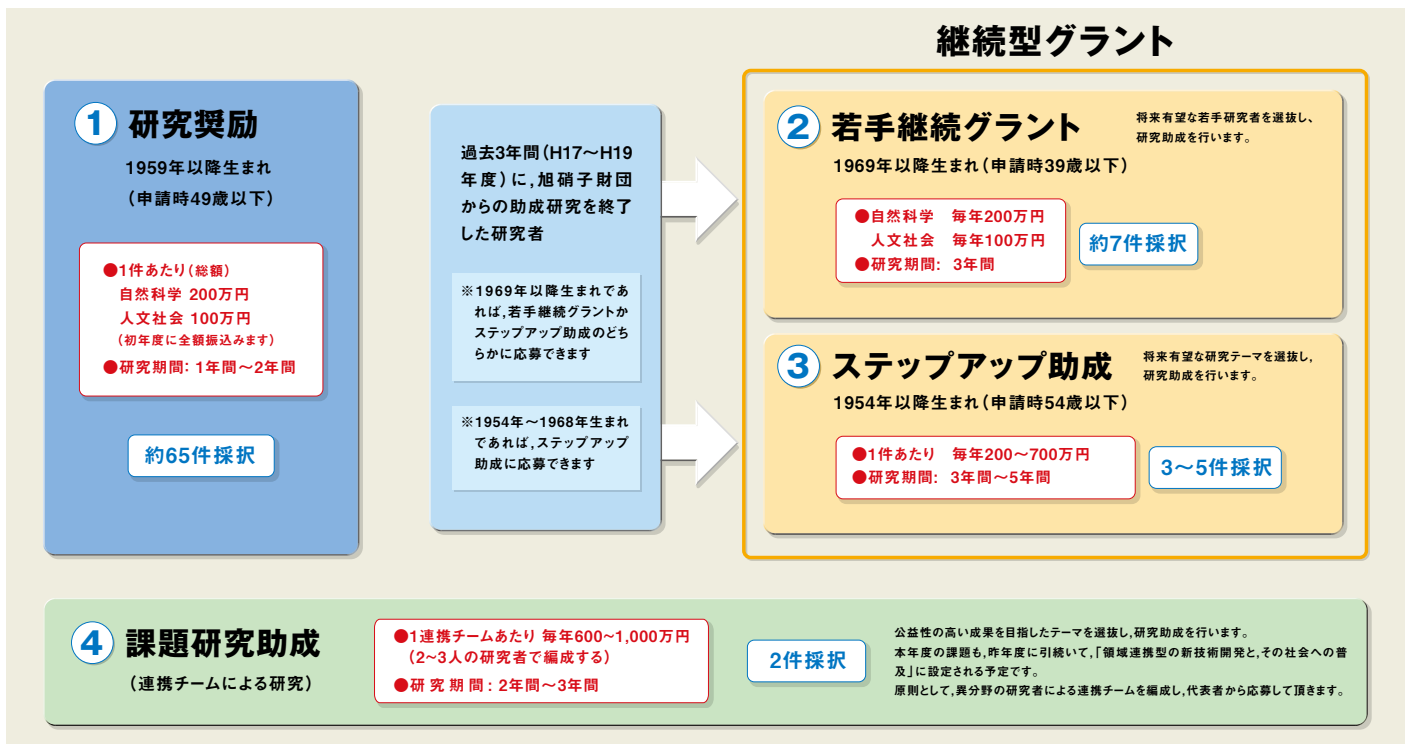 継続型グラント
① 研究奨励
1959年以降生まれ
(申請時49歳以下)
●1件あたり(総額)
自然科学 200万円
人文社会 100万円
(初年度に全額振込みます)
●研究期間: 1年間〜2年間
約65件採択
過去3年間(H17〜H19
年度)に,旭硝子財団
からの助成研究を終了
した研究者
※1969年以降生まれであ
れば,若手継続グラントか
ステップアップ助成のどち
らかに応募できます
※1954年〜1968年生まれ
であれば,ステップアップ
助成に応募できます
② 若手継続グラント
将来有望な若手研究者を選抜し、
研究助成を行います。
1969年以降生まれ(申請時39歳以下)
●自然科学 毎年200万円
人文社会 毎年100万円
●研究期間: 3年間
約7件採択
③ ステップアップ助成
将来有望な研究テーマを選抜し,
研究助成を行います。
1954年以降生まれ(申請時54歳以下)
●1件あたり 毎年200〜700万円
●研究期間: 3年間〜5年間
3〜5件採択
④ 課題研究助成
(連携チームによる研究)
●1連携チームあたり 毎年600~1,000万円
(2~3人の研究者で編成する)
●研究期間: 2年間〜3年間
2件採択
公益性の高い成果を目指したテーマを選抜し,研究助成を行います。
本年度の課題も,昨年度に引続いて,「領域連携型の新技術開発と,その社会への普
及」に設定される予定です。
原則として,異分野の研究者による連携チームを編成し,代表者から応募して頂きます。